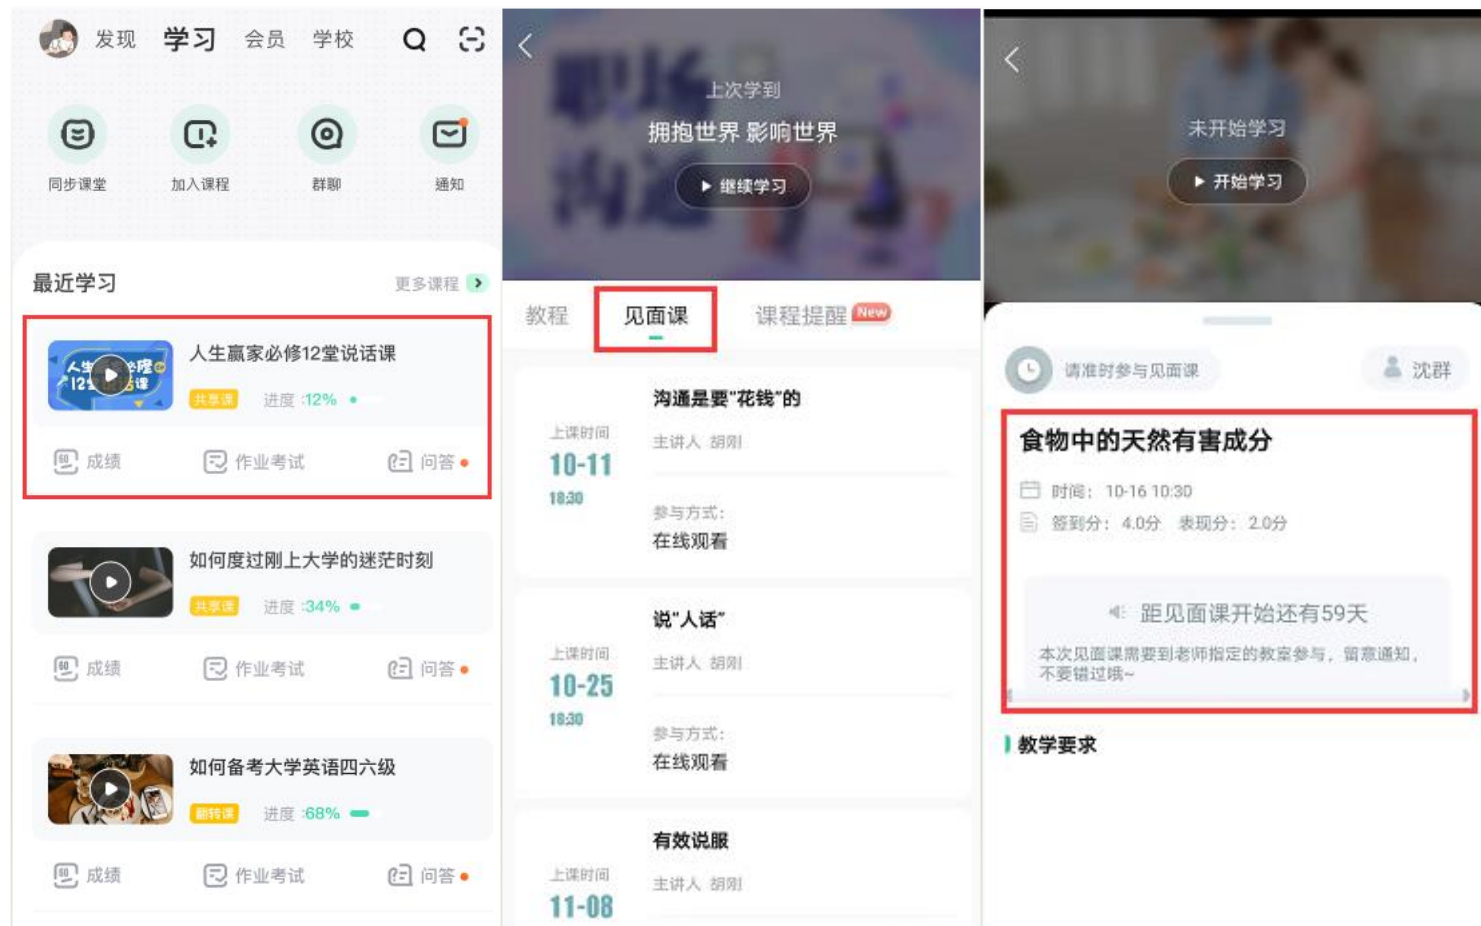 发现 学习 会员 学校
同步课堂 加入课程 群聊 通知
最近学习 更多课程
人生赢家必修12堂说话课
共享课 进度:12%
成绩 作业考试 问答
如何度过刚上大学的迷茫时刻
共享课 进度:34%
成绩 作业考试 问答
如何备考大学英语四六级
翻转课 进度:68%
成绩 作业考试 问答
职场
沟通
上次学到
拥抱世界 影响世界
继续学习
教程 见面课 课程提醒 New
沟通是要"花钱"的
上课时间
主讲人 胡刚
10-11
18:30
参与方式:
在线观看
说"人话"
上课时间
主讲人 胡刚
10-25
18:30
参与方式:
在线观看
有效说服
上课时间
主讲人 胡刚
11-08
未开始学习
开始学习
请准时参与见面课 沈群
食物中的天然有害成分
时间: 10-16 10:30
签到分: 4.0分 表现分: 2.0分
距见面课开始还有59天
本次见面课需要到老师指定的教室参与,留意通知,
不要错过哦~
教学要求